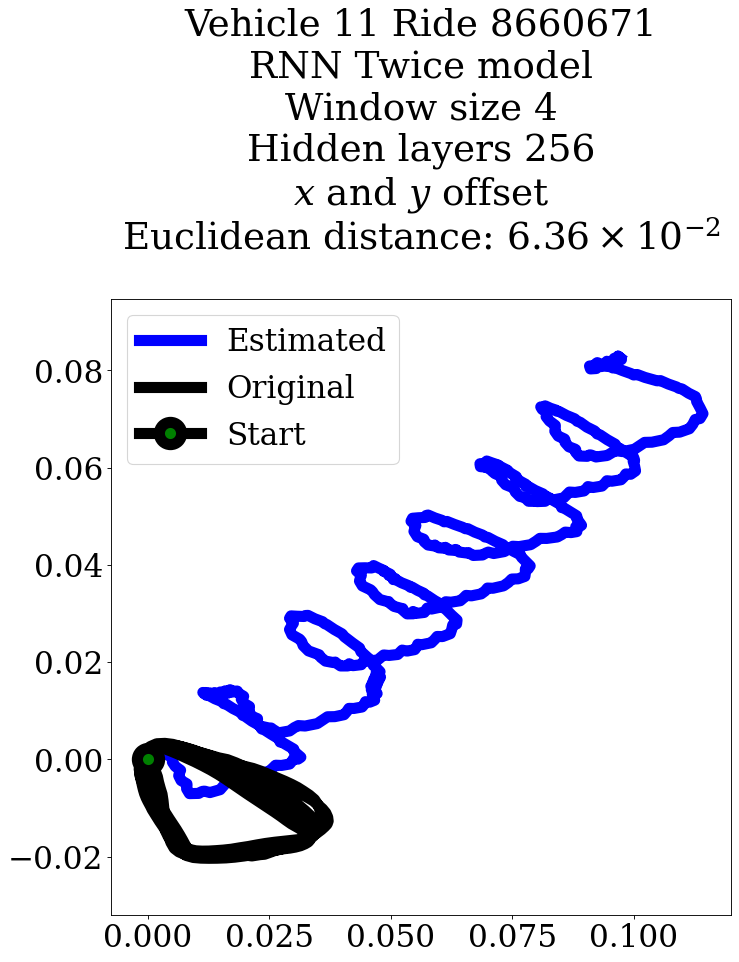 Vehicle 11 Ride 8660671
RNN Twice model
Window size 4
Hidden layers 256
x and y offset
Euclidean distance: 6.36 × 10⁻²
Estimated
Original
Start
0.08
0.06
0.04
0.02
0.00
−0.02
0.000 0.025 0.050 0.075 0.100